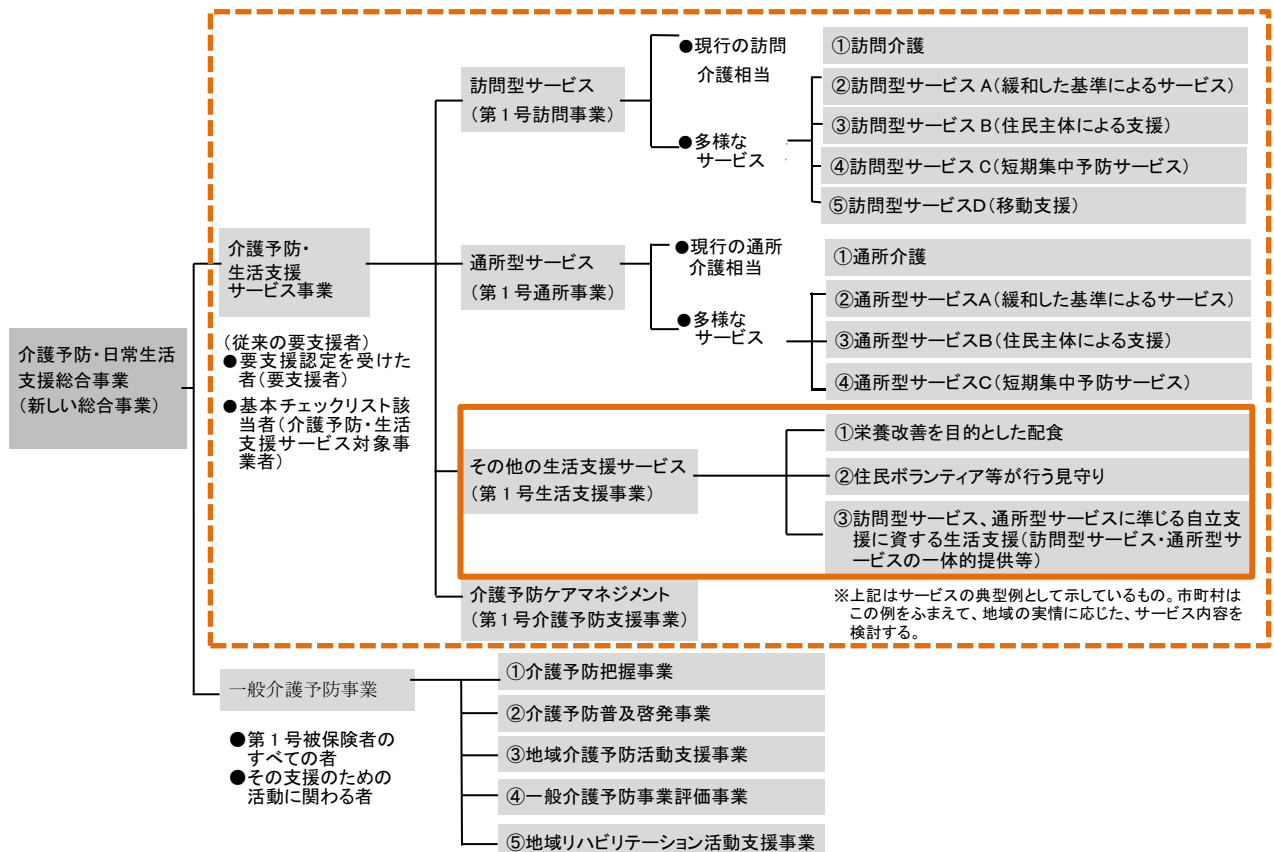 介護予防・日常生活
支援総合事業
(新しい総合事業)
介護予防・
生活支援
サービス事業
(従来の要支援者)
●要支援認定を受けた
者(要支援者)
●基本チェックリスト該
当者(介護予防・生活
支援サービス対象事
業者)
訪問型サービス
(第1号訪問事業)
●現行の訪問
介護相当
●多様な
サービス
①訪問介護
②訪問型サービスA(緩和した基準によるサービス)
③訪問型サービスB(住民主体による支援)
④訪問型サービスC(短期集中予防サービス)
⑤訪問型サービスD(移動支援)
通所型サービス
(第1号通所事業)
●現行の通所
介護相当
●多様な
サービス
①通所介護
②通所型サービスA(緩和した基準によるサービス)
③通所型サービスB(住民主体による支援)
④通所型サービスC(短期集中予防サービス)
その他の生活支援サービス
(第1号生活支援事業)
①栄養改善を目的とした配食
②住民ボランティア等が行う見守り
③訪問型サービス、通所型サービスに準じる自立支
援に資する生活支援(訪問型サービス・通所型サ
ービスの一体的提供等)
介護予防ケアマネジメント
(第1号介護予防支援事業)
※上記はサービスの典型例として示しているもの。市町村は
この例をふまえて、地域の実情に応じた、サービス内容を
検討する。
一般介護予防事業
●第1号被保険者の
すべての者
●その支援のための
活動に関わる者
①介護予防把握事業
②介護予防普及啓発事業
③地域介護予防活動支援事業
④一般介護予防事業評価事業
⑤地域リハビリテーション活動支援事業